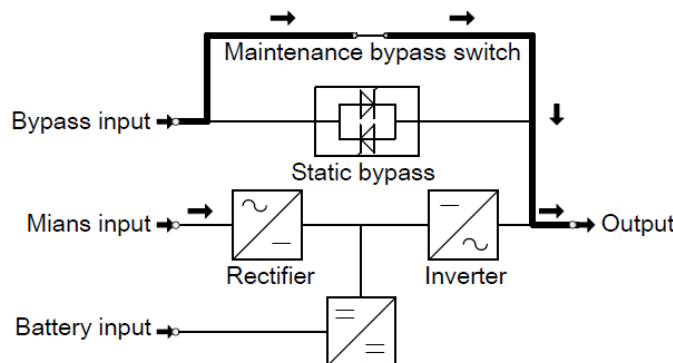 Maintenance bypass switch
Bypass input
Static bypass
Mians input
Output
Rectifier
Inverter
Battery input